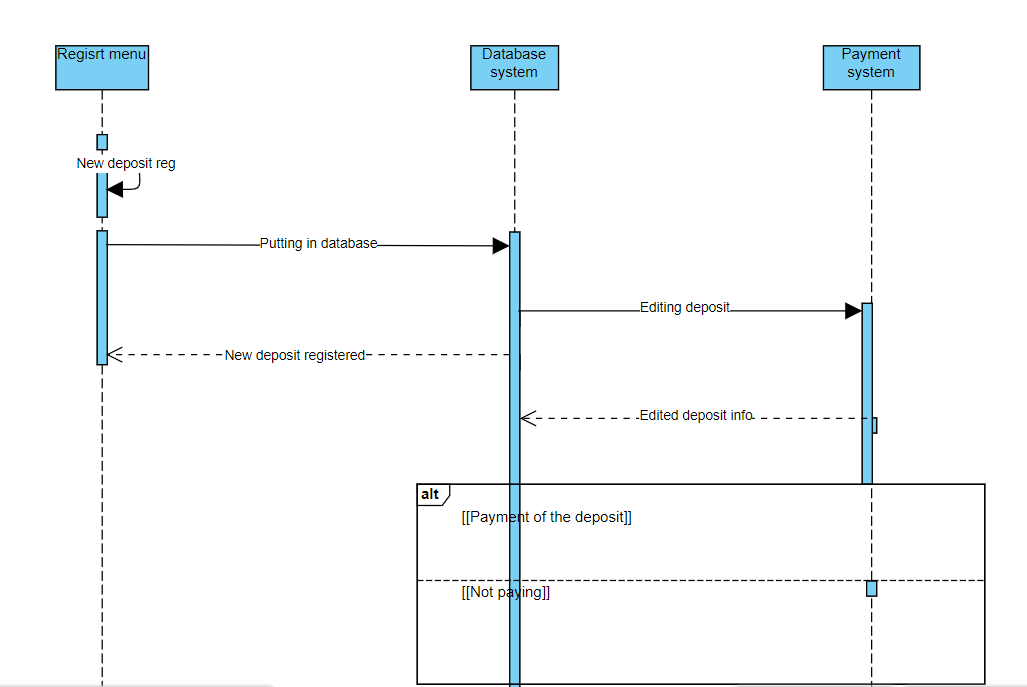 Regisrt menu
Database
system
Payment
system
New deposit reg
Putting in database
Editing deposit
New deposit registered
Edited deposit info
alt
[[Payment of the deposit]]
[[Not paying]]